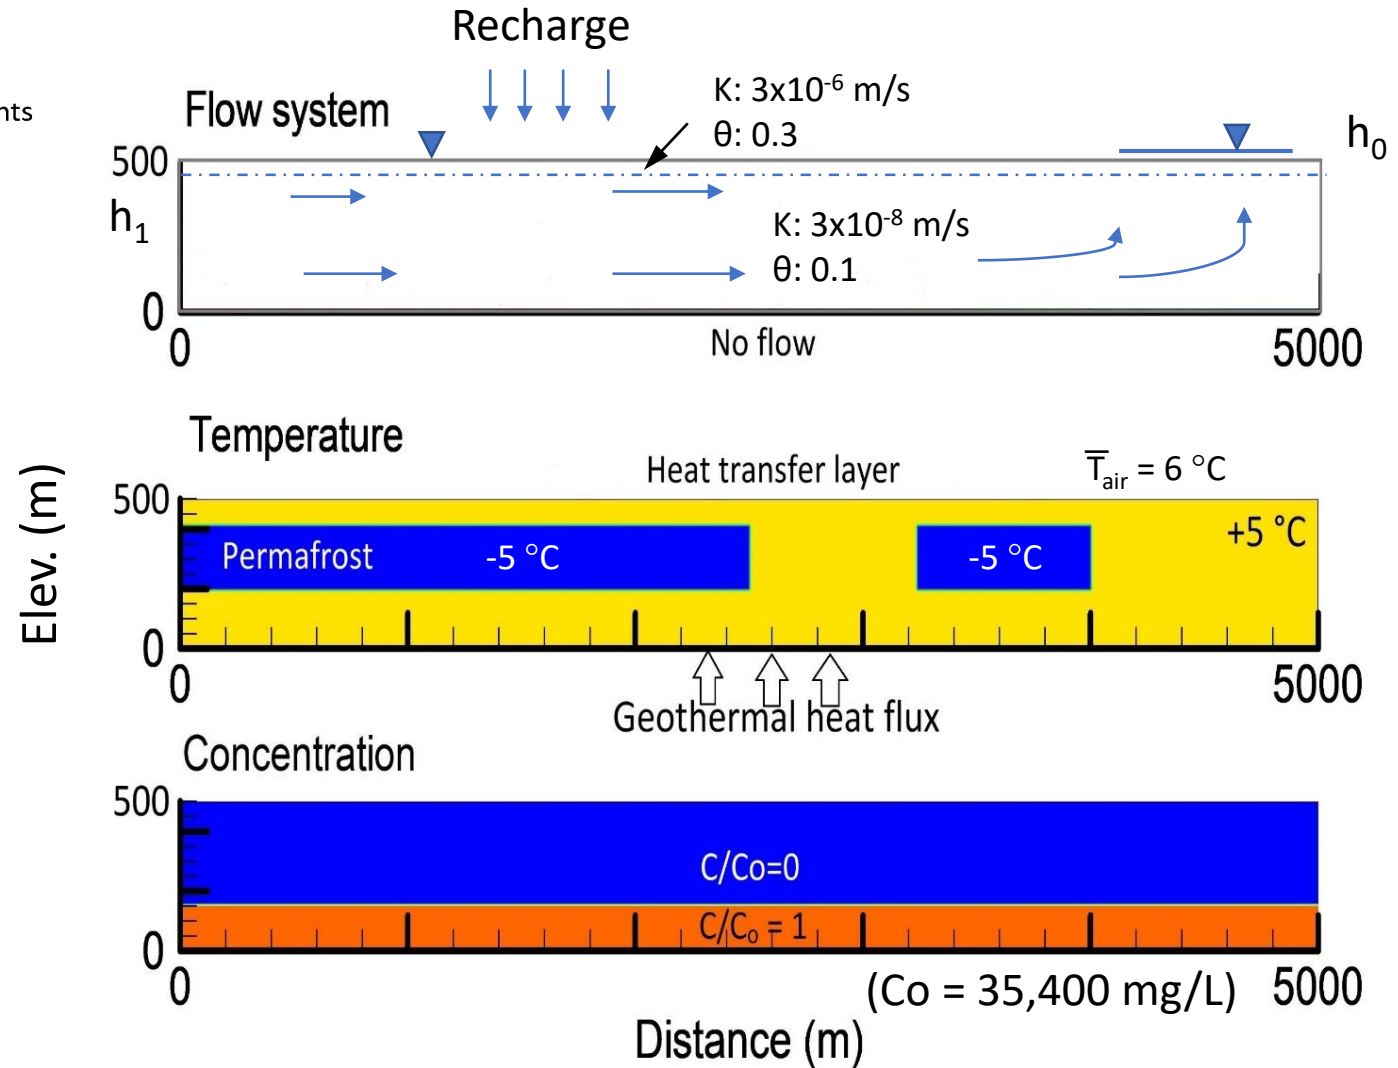 Recharge
nts
Flow system
K: 3x10⁻⁶ m/s
θ: 0.3
h₀
500
h₁
K: 3x10⁻⁸ m/s
θ: 0.1
0
0
No flow
5000
Temperature
Heat transfer layer
T̅air = 6 °C
500
+5 °C
Permafrost
-5 °C
-5 °C
Elev. (m)
0
0
5000
Geothermal heat flux
Concentration
500
C/Co=0
C/Cₒ = 1
0
0
(Co = 35,400 mg/L)
5000
Distance (m)